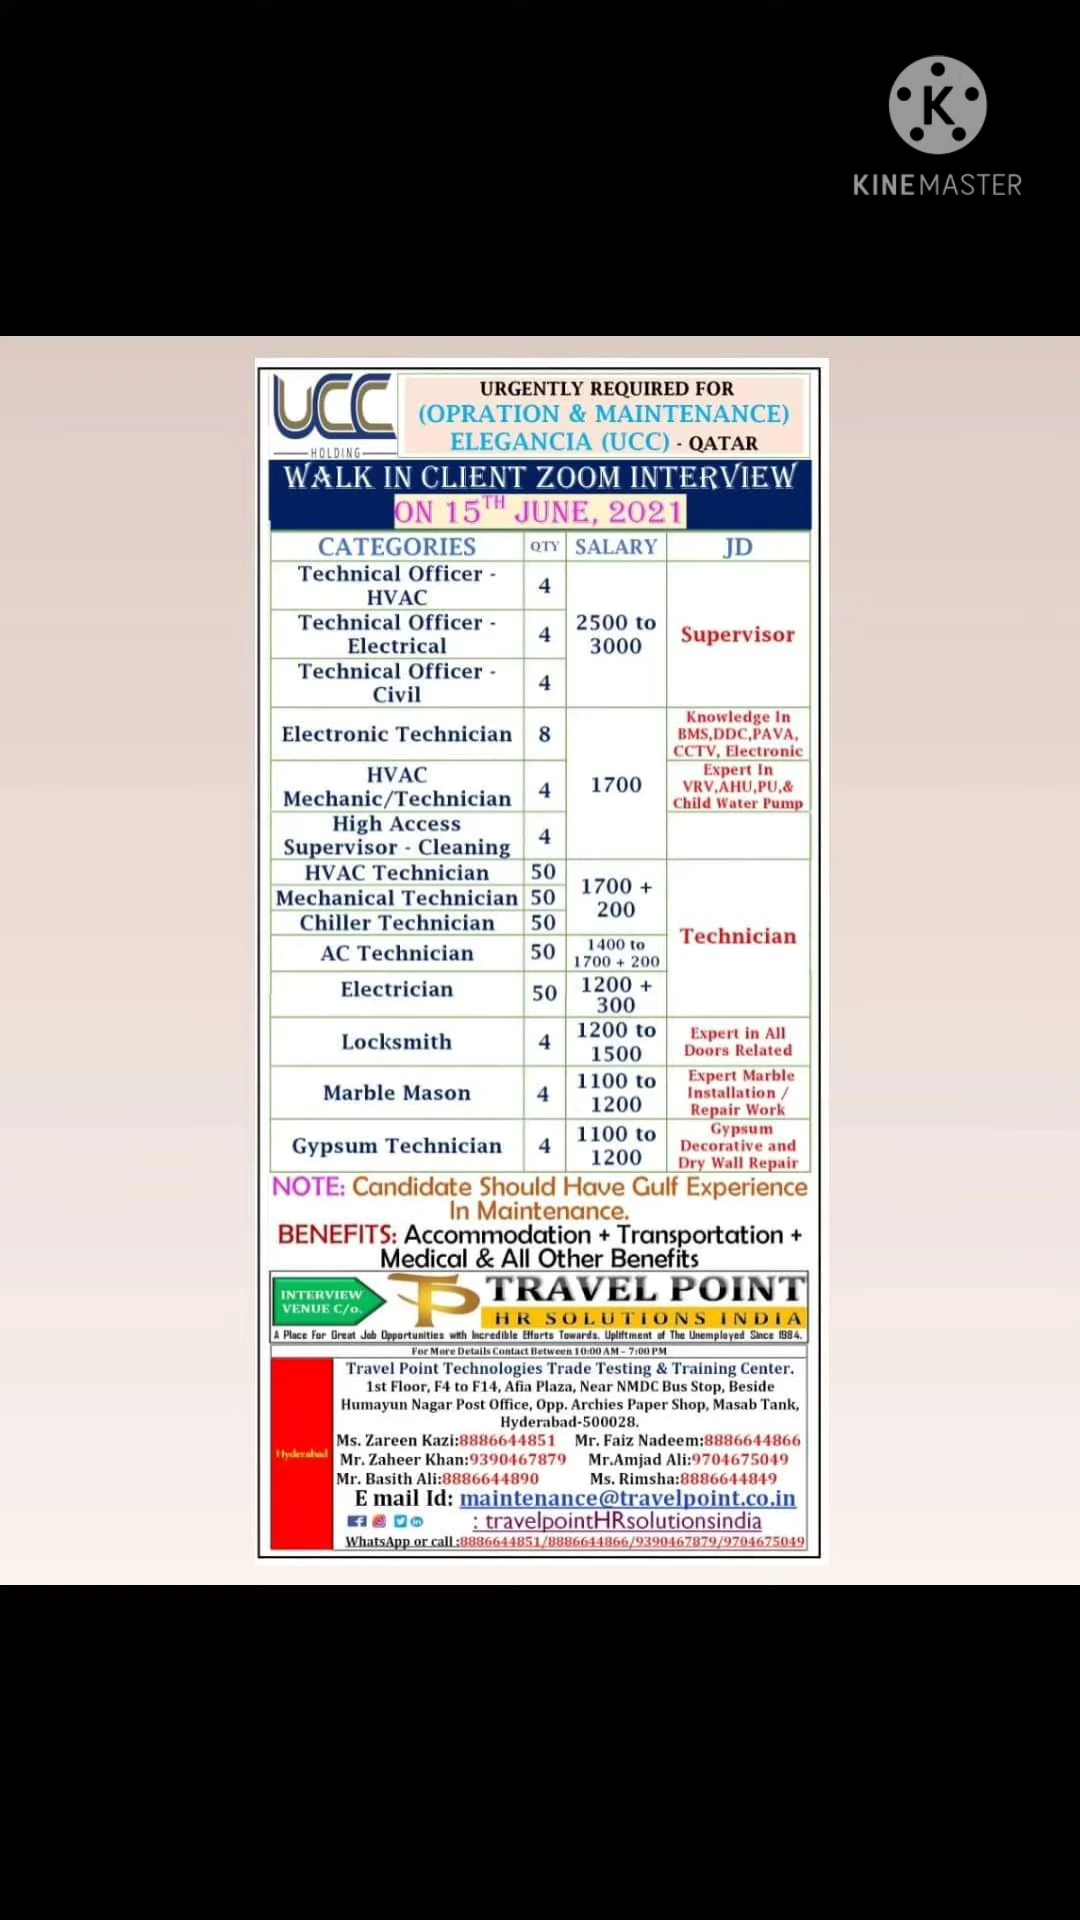 K
KINEMASTER
UCC
HOLDING
URGENTLY REQUIRED FOR
(OPRATION & MAINTENANCE)
ELEGANCIA (UCC) - QATAR
WALK IN CLIENT ZOOM INTERVIEW
ON 15TH JUNE, 2021
CATEGORIES QTY SALARY JD
Technical Officer -
HVAC
4
Technical Officer -
Electrical
4
2500 to
3000
Supervisor
Technical Officer -
Civil
4
Electronic Technician 8
Knowledge In
BMS,DDC,PAVA,
CCTV, Electronic
HVAC
Mechanic/Technician
4
1700
Expert In
VRV,AHU,PU,&
Child Water Pump
High Access
Supervisor - Cleaning
4
HVAC Technician 50
Mechanical Technician 50
Chiller Technician 50
1700 +
200
AC Technician 50
1400 to
1700 + 200
Technician
Electrician 50
1200 +
300
Locksmith 4
1200 to
1500
Expert in All
Doors Related
Marble Mason 4
1100 to
1200
Expert Marble
Installation /
Repair Work
Gypsum Technician 4
1100 to
1200
Gypsum
Decorative and
Dry Wall Repair
NOTE: Candidate Should Have Gulf Experience
In Maintenance.
BENEFITS: Accommodation + Transportation +
Medical & All Other Benefits
INTERVIEW
VENUE C/o.
TP
TRAVEL POINT
HR SOLUTIONS INDIA
A Place For Great Job Opportunities with Incredible Efforts Towards. Upliftment of The Unemployed Since 1984.
For More Details Contact Between 10:00 AM - 7:00 PM
Hyderabad
Travel Point Technologies Trade Testing & Training Center.
1st Floor, F4 to F14, Afia Plaza, Near NMDC Bus Stop, Beside
Humayun Nagar Post Office, Opp. Archies Paper Shop, Masab Tank,
Hyderabad-500028.
Ms. Zareen Kazi:8886644851 Mr. Faiz Nadeem:8886644866
Mr. Zaheer Khan:9390467879 Mr.Amjad Ali:9704675049
Mr. Basith Ali:8886644890 Ms. Rimsha:8886644849
E mail Id: maintenance@travelpoint.co.in
: travelpointHRsolutionsindia
WhatsApp or call :8886644851/8886644866/9390467879/9704675049